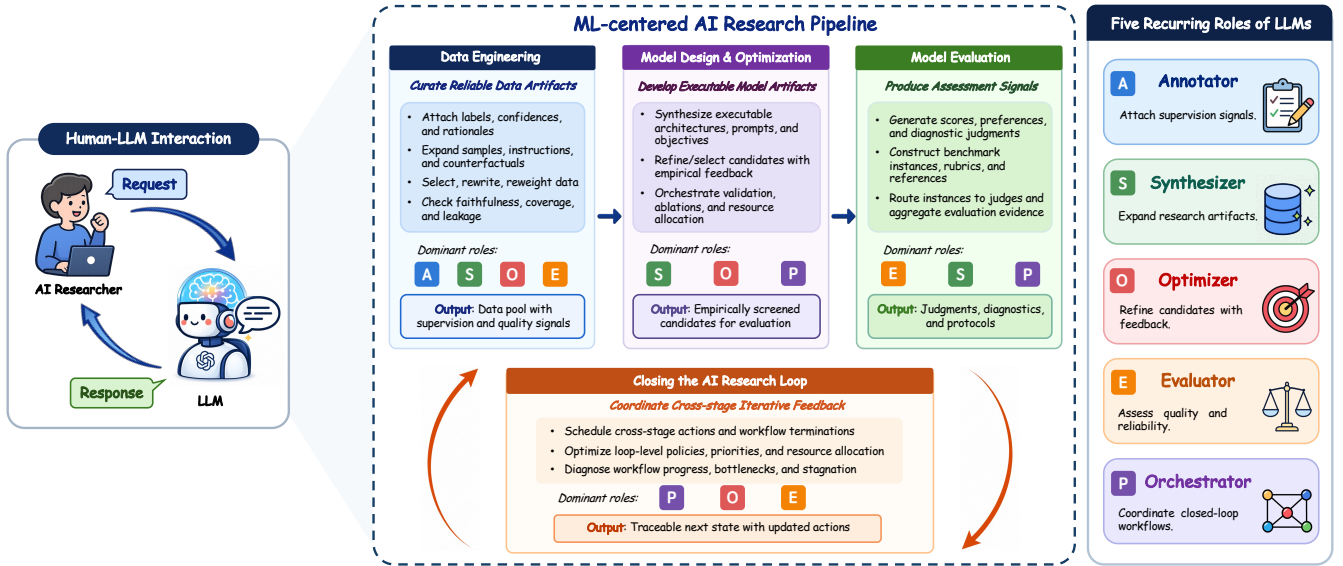 Human-LLM Interaction
Request
AI Researcher
Response
LLM
ML-centered AI Research Pipeline
Data Engineering
Curate Reliable Data Artifacts
• Attach labels, confidences,
and rationales
• Expand samples, instructions,
and counterfactuals
• Select, rewrite, reweight data
• Check faithfulness, coverage,
and leakage
Dominant roles:
A S O E
Output: Data pool with
supervision and quality signals
Model Design & Optimization
Develop Executable Model Artifacts
• Synthesize executable
architectures, prompts, and
objectives
• Refine/select candidates with
empirical feedback
• Orchestrate validation,
ablations, and resource
allocation
Dominant roles:
S O P
Output: Empirically screened
candidates for evaluation
Model Evaluation
Produce Assessment Signals
• Generate scores, preferences,
and diagnostic judgments
• Construct benchmark
instances, rubrics, and
references
• Route instances to judges and
aggregate evaluation evidence
Dominant roles:
E S P
Output: Judgments, diagnostics,
and protocols
Closing the AI Research Loop
Coordinate Cross-stage Iterative Feedback
• Schedule cross-stage actions and workflow terminations
• Optimize loop-level policies, priorities, and resource allocation
• Diagnose workflow progress, bottlenecks, and stagnation
Dominant roles: P O E
Output: Traceable next state with updated actions
Five Recurring Roles of LLMs
A Annotator
Attach supervision signals.
S Synthesizer
Expand research artifacts.
O Optimizer
Refine candidates with
feedback.
E Evaluator
Assess quality and
reliability.
P Orchestrator
Coordinate closed-loop
workflows.